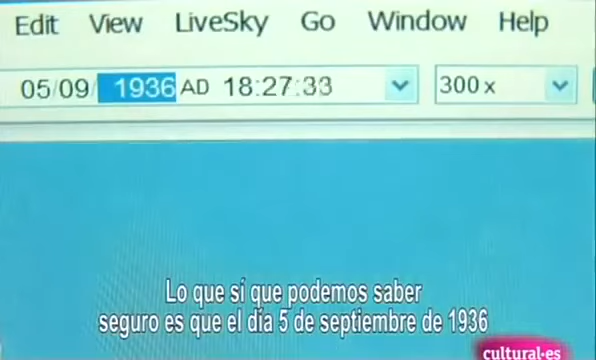 Edit View LiveSky Go Window Help
05/09/ 1936 AD 18:27:33 300 x
Lo que sí que podemos saber
seguro es que el día 5 de septiembre de 1936
cultural·es